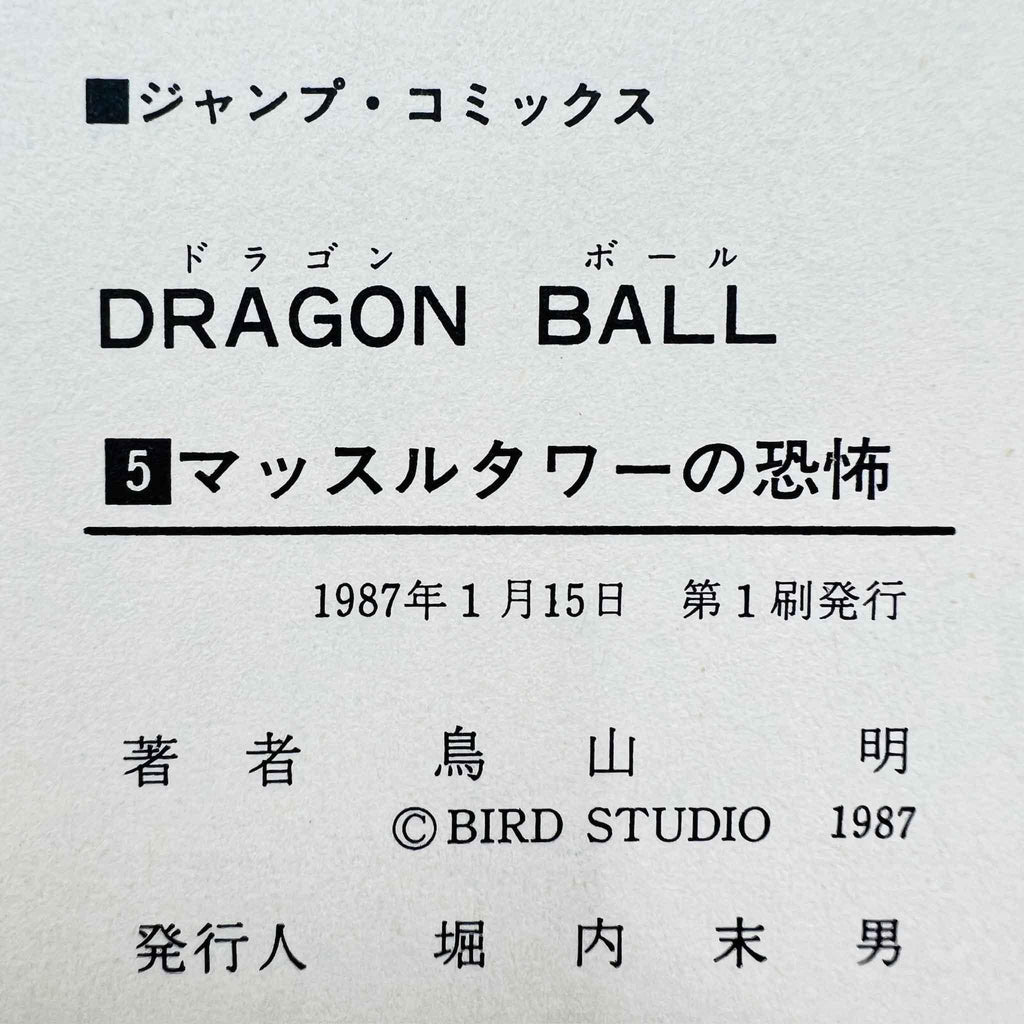 ■ジャンプ・コミックス
ドラゴン ボール
DRAGON BALL
5マッスルタワーの恐怖
1987年1月15日 第1刷発行
著者 鳥山明
©BIRD STUDIO 1987
発行人 堀内末男